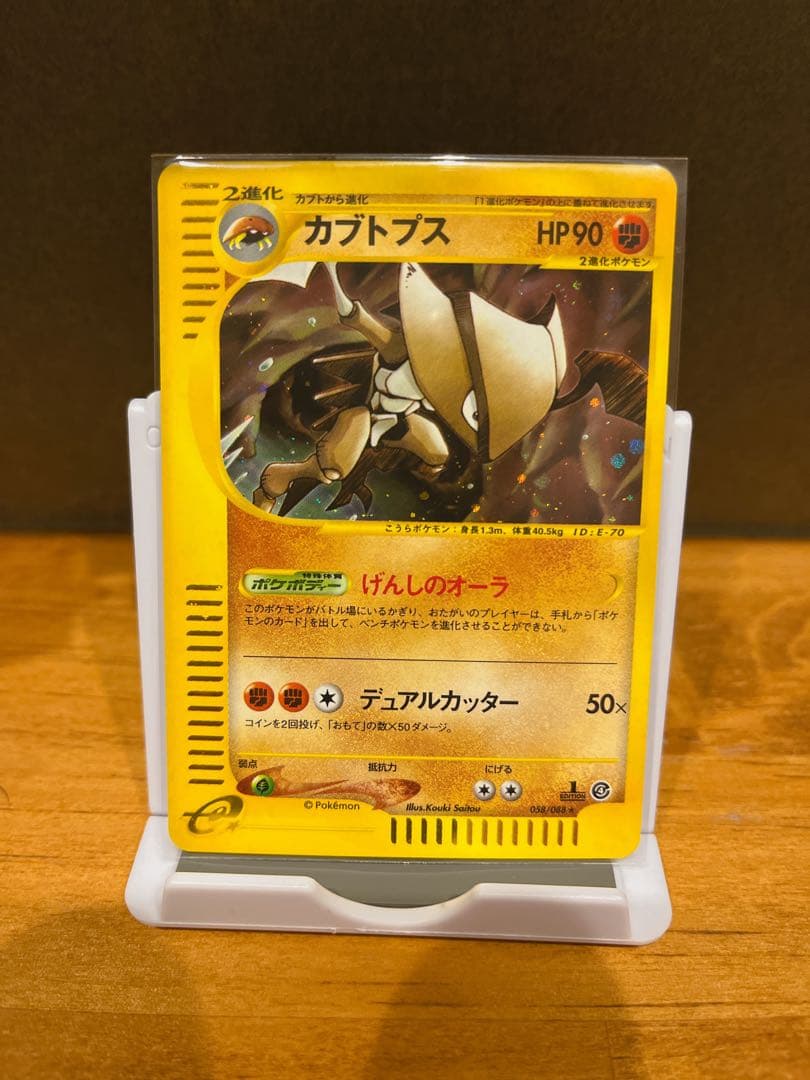 2進化 カブトから進化 「1進化ポケモン」の上に重ねて進化させます。
カブトプス HP90
2進化ポケモン
こうらポケモン：身長1.3m、体重40.5kg ID:E-70
特殊体質
ポケボディー げんしのオーラ
このポケモンがバトル場にいるかぎり、おたがいのプレイヤーは、手札から「ポケ
モンのカード」を出して、ベンチポケモンを進化させることができない。
デュアルカッター 50×
コインを2回投げ、「おもて」の数×50ダメージ。
弱点 抵抗力 にげる
1
EDITION
© Pokémon Illus.Kouki Saitou 058/088★
e